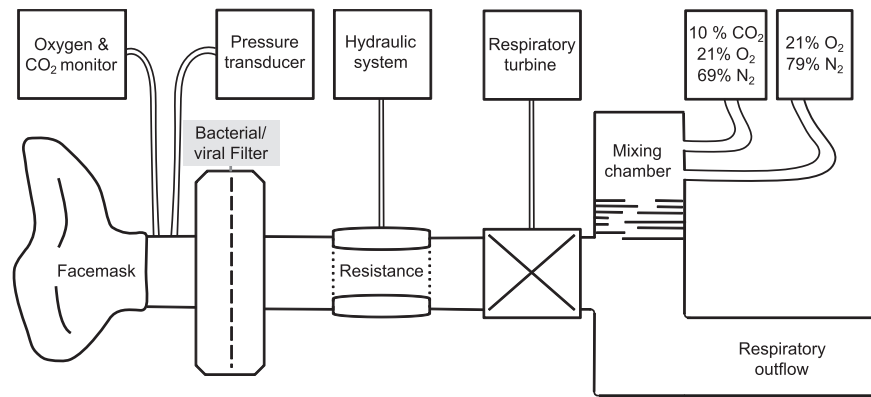 Oxygen &
CO₂ monitor
Pressure
transducer
Hydraulic
system
Respiratory
turbine
10 % CO₂
21% O₂
69% N₂
21% O₂
79% N₂
Bacterial/
viral Filter
Mixing
chamber
Facemask
Resistance
Respiratory
outflow